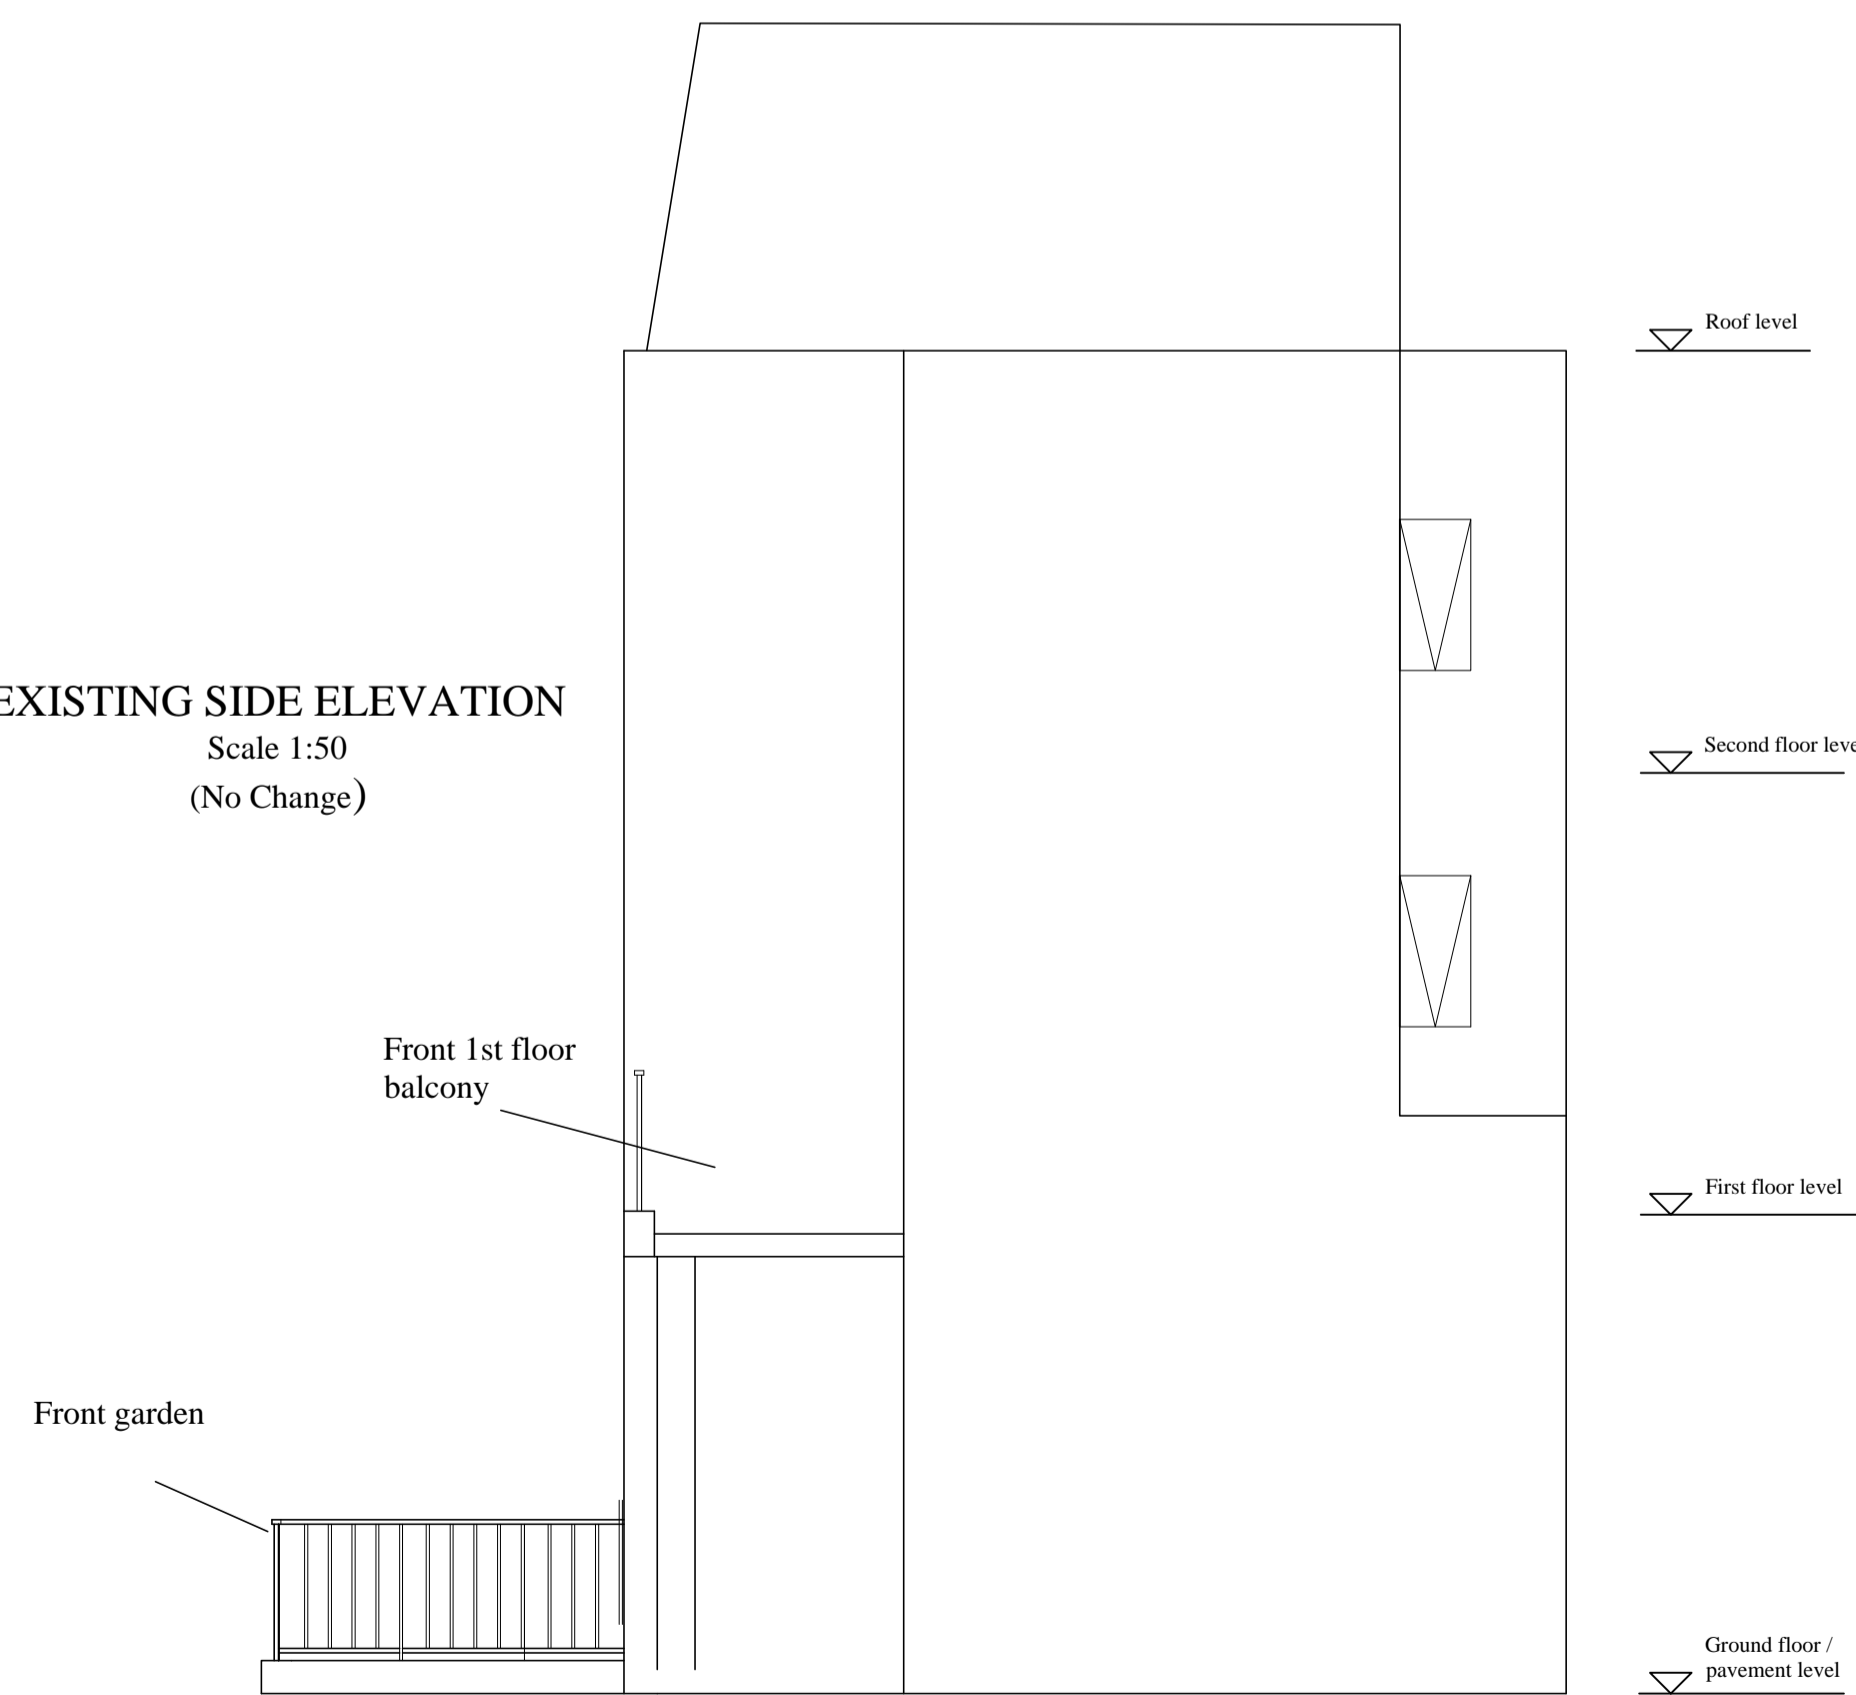 Roof level
EXISTING SIDE ELEVATION
Scale 1:50
(No Change)
Second floor leve
Front 1st floor
balcony
First floor level
Front garden
Ground floor /
pavement level